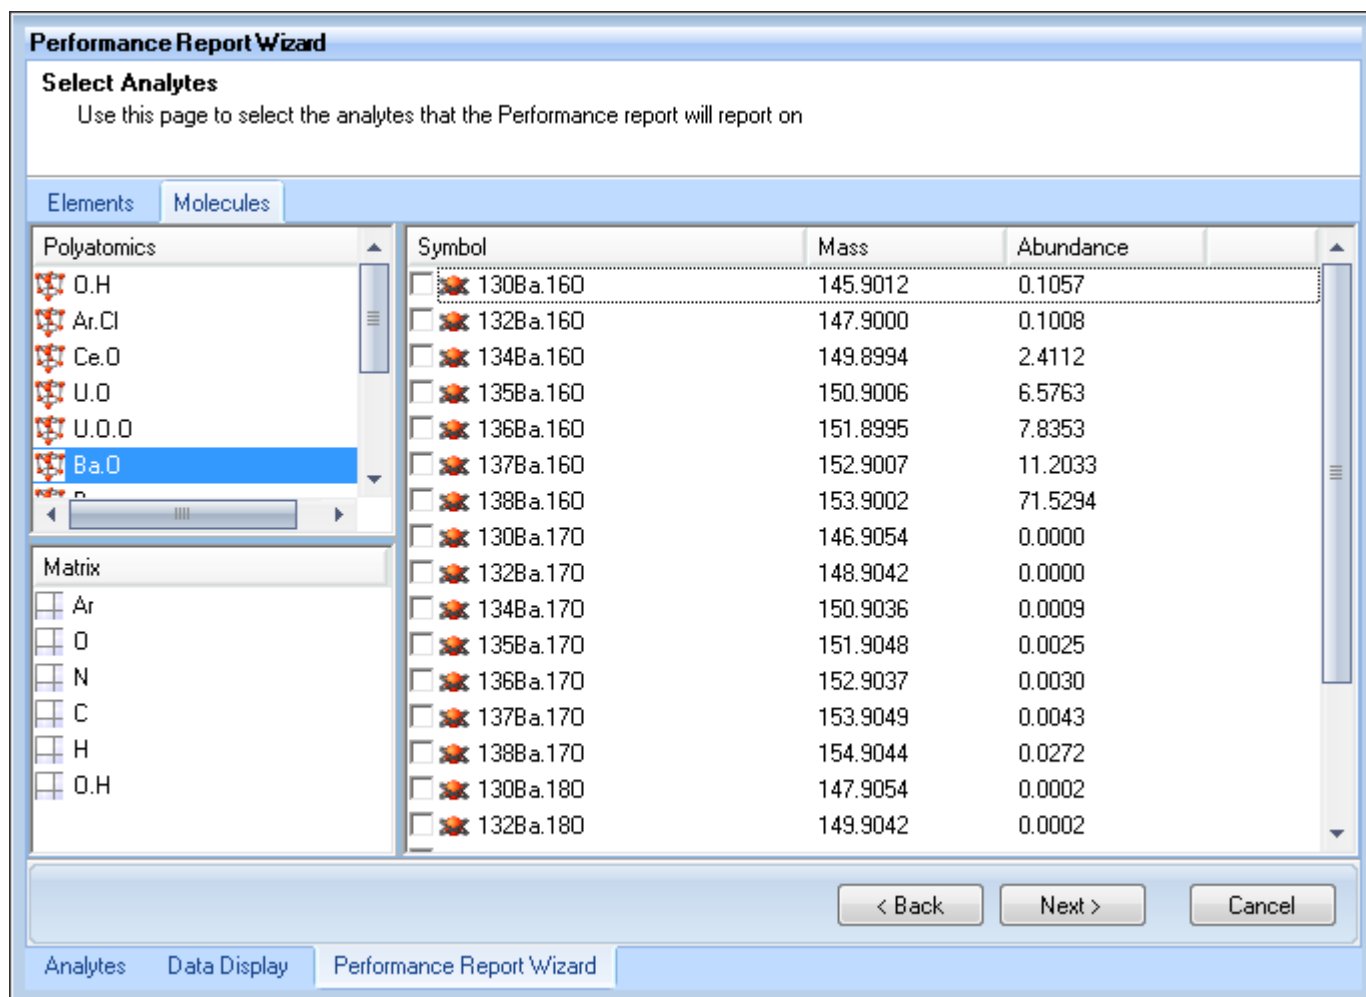 Performance Report Wizard
Select Analytes
Use this page to select the analytes that the Performance report will report on
Elements Molecules
Polyatomics
O.H
Ar.Cl
Ce.O
U.O
U.O.O
Ba.O
Matrix
Ar
O
N
C
H
O.H
Symbol Mass Abundance
130Ba.16O 145.9012 0.1057
132Ba.16O 147.9000 0.1008
134Ba.16O 149.8994 2.4112
135Ba.16O 150.9006 6.5763
136Ba.16O 151.8995 7.8353
137Ba.16O 152.9007 11.2033
138Ba.16O 153.9002 71.5294
130Ba.17O 146.9054 0.0000
132Ba.17O 148.9042 0.0000
134Ba.17O 150.9036 0.0009
135Ba.17O 151.9048 0.0025
136Ba.17O 152.9037 0.0030
137Ba.17O 153.9049 0.0043
138Ba.17O 154.9044 0.0272
130Ba.18O 147.9054 0.0002
132Ba.18O 149.9042 0.0002
< Back Next > Cancel
Analytes Data Display Performance Report Wizard